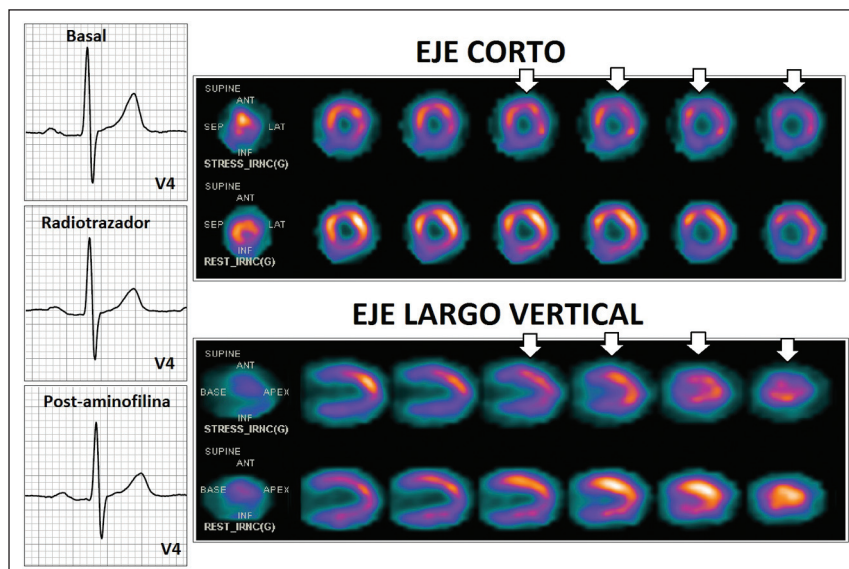 Basal
V4
Radiotrazador
V4
Post-aminofilina
V4
EJE CORTO
SUPINE
ANT
SEP LAT
INF
STRESS_IRNC(G)
SUPINE
ANT
SEP LAT
INF
REST_IRNC(G)
EJE LARGO VERTICAL
SUPINE
ANT
BASE APEX
INF
STRESS_IRNC(G)
SUPINE
ANT
BASE APEX
INF
REST_IRNC(G)